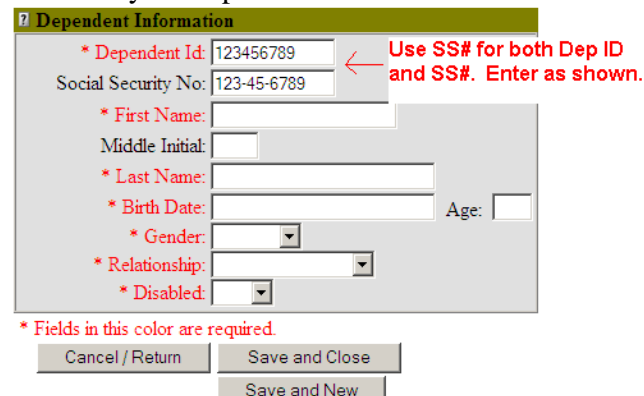 ? Dependent Information
* Dependent Id: 123456789
Use SS# for both Dep ID
and SS#. Enter as shown.
Social Security No: 123-45-6789
* First Name:
Middle Initial:
* Last Name:
* Birth Date: Age:
* Gender:
* Relationship:
* Disabled:
* Fields in this color are required.
Cancel / Return Save and Close
Save and New